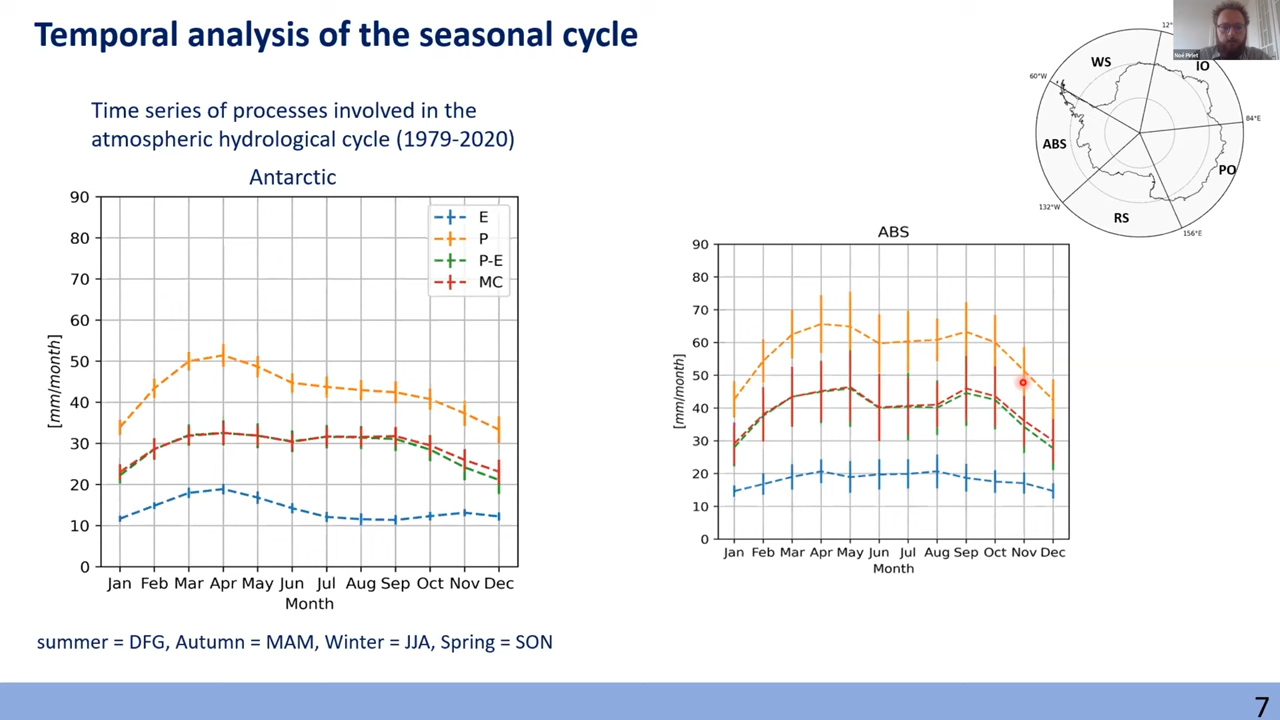 Temporal analysis of the seasonal cycle
Time series of processes involved in the
atmospheric hydrological cycle (1979-2020)
Antarctic
[mm/month]
90
80
70
60
50
40
30
20
10
0
E
P
P-E
MC
Jan Feb Mar Apr May Jun Jul Aug Sep Oct Nov Dec
Month
ABS
[mm/month]
90
80
70
60
50
40
30
20
10
0
Jan Feb Mar Apr May Jun Jul Aug Sep Oct Nov Dec
Month
WS
IO
60°W
84°E
ABS
PO
132°W
RS
156°E
Noé Pirlet
summer = DFG, Autumn = MAM, Winter = JJA, Spring = SON
7